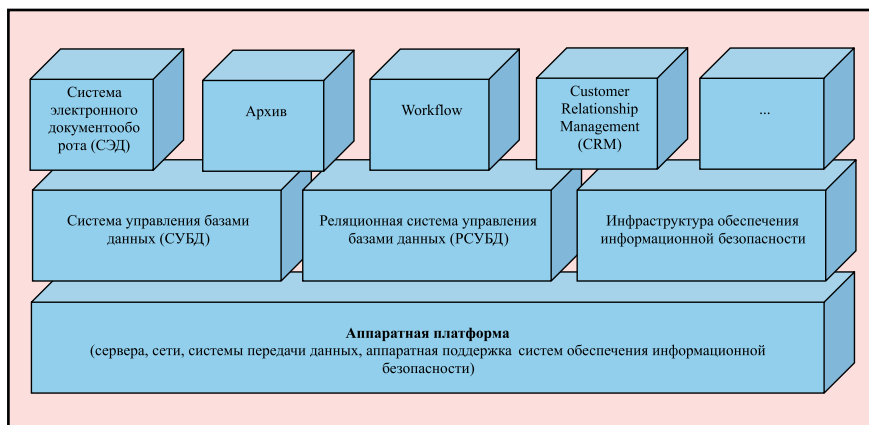 Система
электронного
документообо
рота (СЭД)
Архив
Workflow
Customer
Relationship
Management
(CRM)
...
Система управления базами
данных (СУБД)
Реляционная система управления
базами данных (РСУБД)
Инфраструктура обеспечения
информационной безопасности
Аппаратная платформа
(сервера, сети, системы передачи данных, аппаратная поддержка систем обеспечения информационной
безопасности)